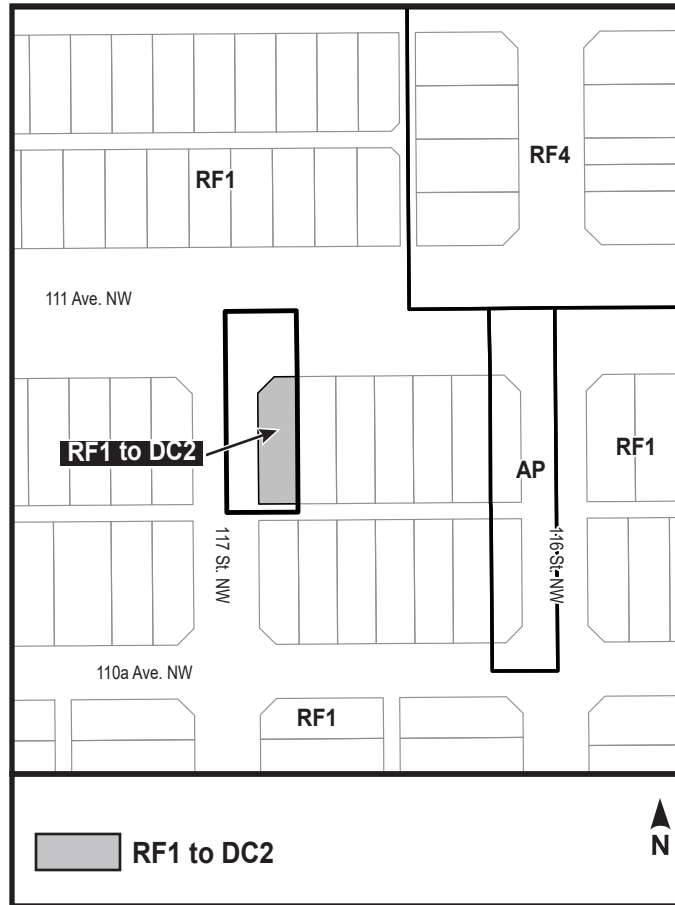 RF4
RF1
111 Ave. NW
RF1 to DC2
RF1
AP
117 St. NW
116 St. NW
110a Ave. NW
RF1
RF1 to DC2
N